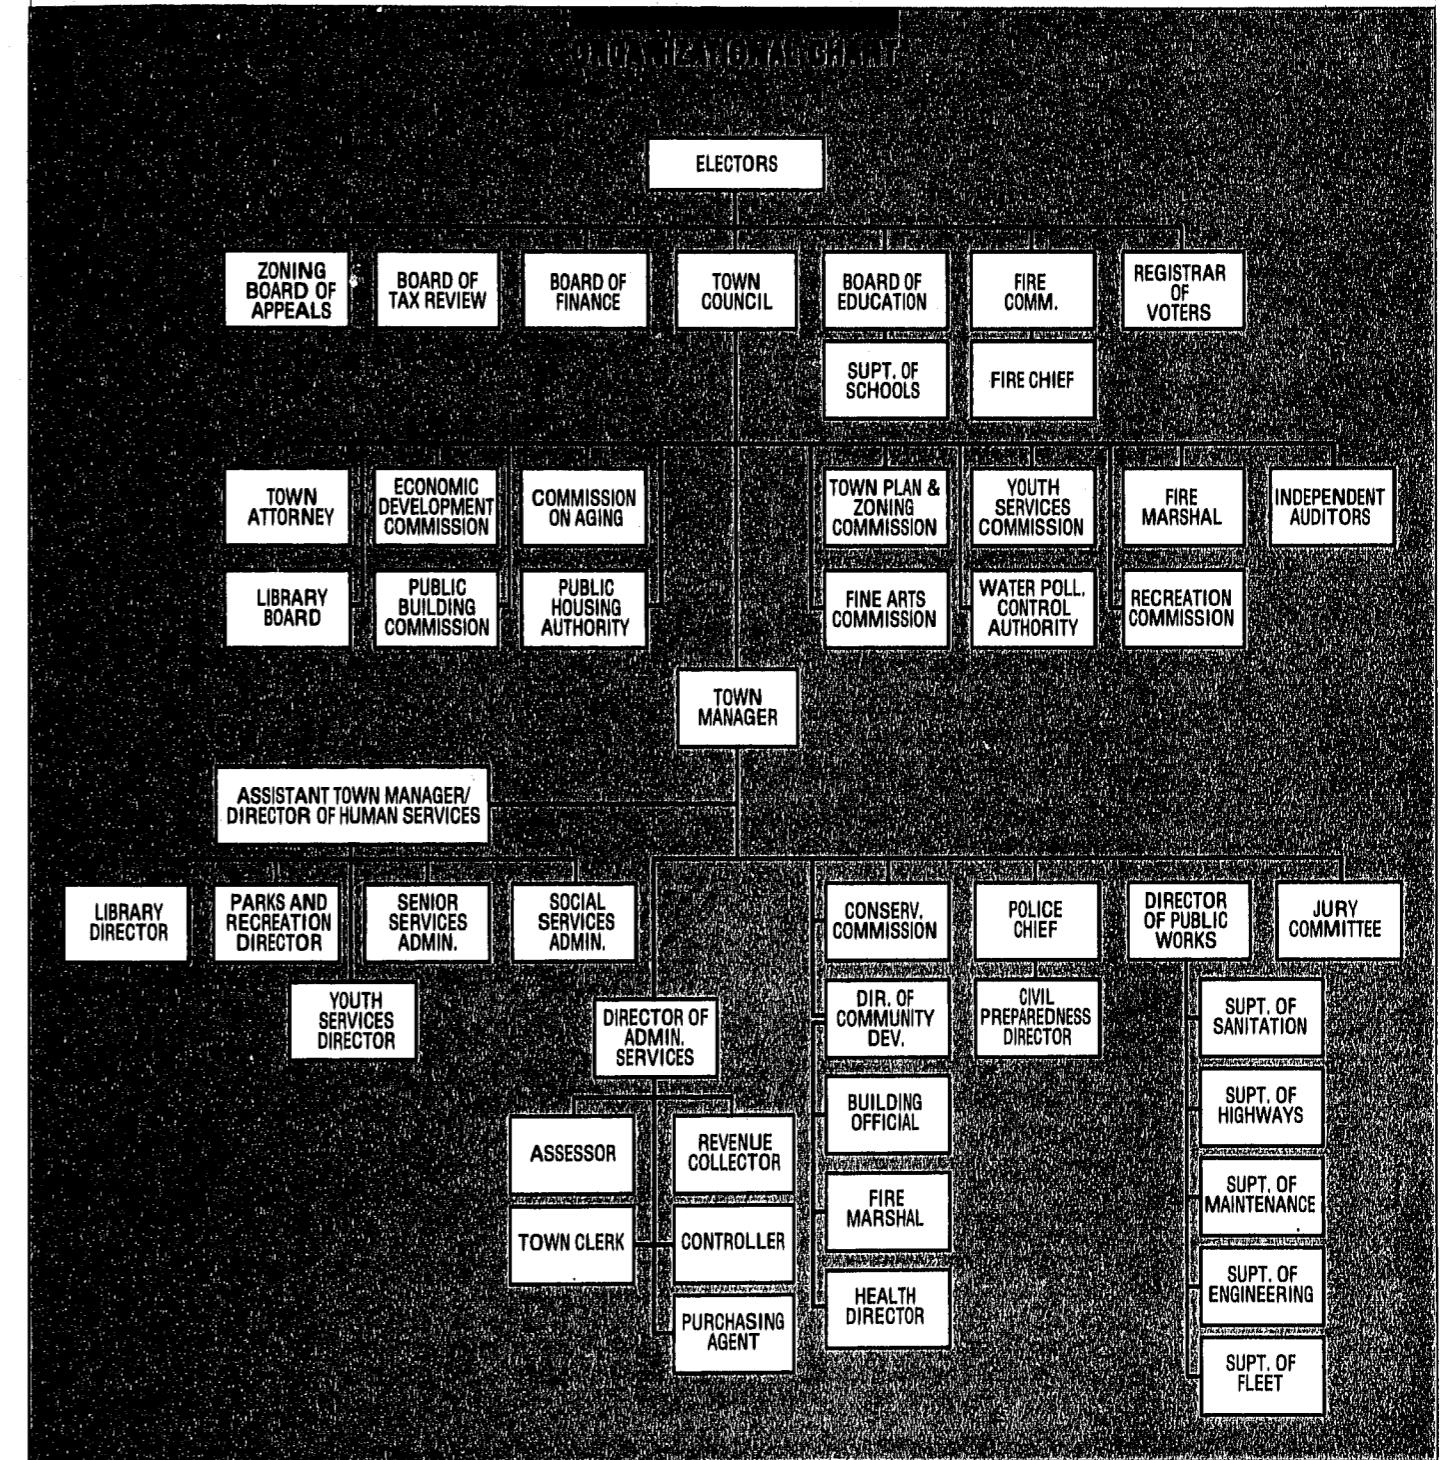 ORGANIZATIONAL CHART
ELECTORS
ZONING
BOARD OF
APPEALS
BOARD OF
TAX REVIEW
BOARD OF
FINANCE
TOWN
COUNCIL
BOARD OF
EDUCATION
FIRE
COMM.
REGISTRAR
OF
VOTERS
SUPT. OF
SCHOOLS
FIRE CHIEF
TOWN
ATTORNEY
ECONOMIC
DEVELOPMENT
COMMISSION
COMMISSION
ON AGING
TOWN PLAN &
ZONING
COMMISSION
YOUTH
SERVICES
COMMISSION
FIRE
MARSHAL
INDEPENDENT
AUDITORS
LIBRARY
BOARD
PUBLIC
BUILDING
COMMISSION
PUBLIC
HOUSING
AUTHORITY
FINE ARTS
COMMISSION
WATER POLL.
CONTROL
AUTHORITY
RECREATION
COMMISSION
TOWN
MANAGER
ASSISTANT TOWN MANAGER/
DIRECTOR OF HUMAN SERVICES
LIBRARY
DIRECTOR
PARKS AND
RECREATION
DIRECTOR
SENIOR
SERVICES
ADMIN.
SOCIAL
SERVICES
ADMIN.
CONSERV.
COMMISSION
POLICE
CHIEF
DIRECTOR
OF PUBLIC
WORKS
JURY
COMMITTEE
YOUTH
SERVICES
DIRECTOR
DIRECTOR OF
ADMIN.
SERVICES
DIR. OF
COMMUNITY
DEV.
CIVIL
PREPAREDNESS
DIRECTOR
SUPT. OF
SANITATION
BUILDING
OFFICIAL
SUPT. OF
HIGHWAYS
ASSESSOR
REVENUE
COLLECTOR
FIRE
MARSHAL
SUPT. OF
MAINTENANCE
TOWN CLERK
CONTROLLER
HEALTH
DIRECTOR
SUPT. OF
ENGINEERING
PURCHASING
AGENT
SUPT. OF
FLEET